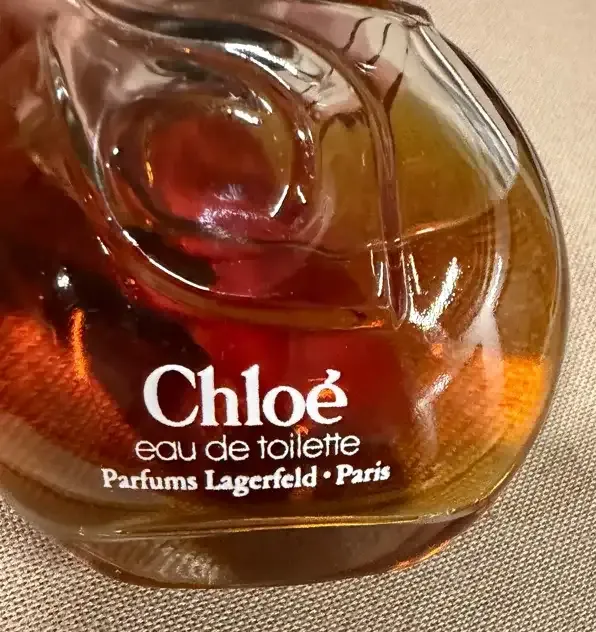 Chloé
eau de toilette
Parfums Lagerfeld • Paris